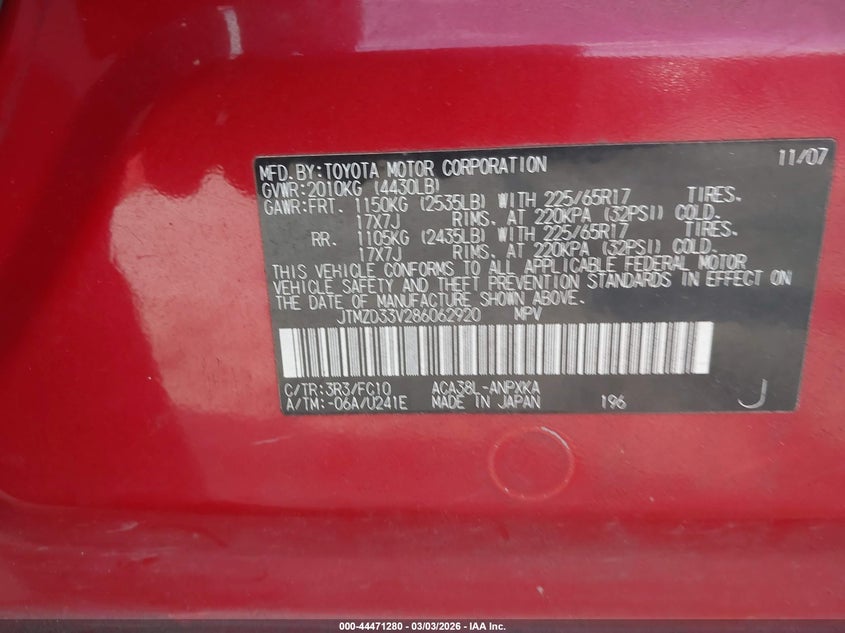 MFD. BY: TOYOTA MOTOR CORPORATION 11/07
GVWR: 2010KG (4430LB)
GAWR: FRT. 1150KG (2535LB) WITH 225/65R17 TIRES.
17X7J RIMS. AT 220KPA (32PSI) COLD.
RR. 1105KG (2435LB) WITH 225/65R17 TIRES.
17X7J RIMS. AT 220KPA (32PSI) COLD.
THIS VEHICLE CONFORMS TO ALL APPLICABLE FEDERAL MOTOR
VEHICLE SAFETY AND THEFT PREVENTION STANDARDS IN EFFECT ON
THE DATE OF MANUFACTURE SHOWN ABOVE.
JTMZD33V286062920 MPV
C/TR: 3R3/FC10 ACA38L-ANPXKA
A/TM: -06A/U241E MADE IN JAPAN 196 J
000-44471280 | 03/03/2026 - IAA Inc.